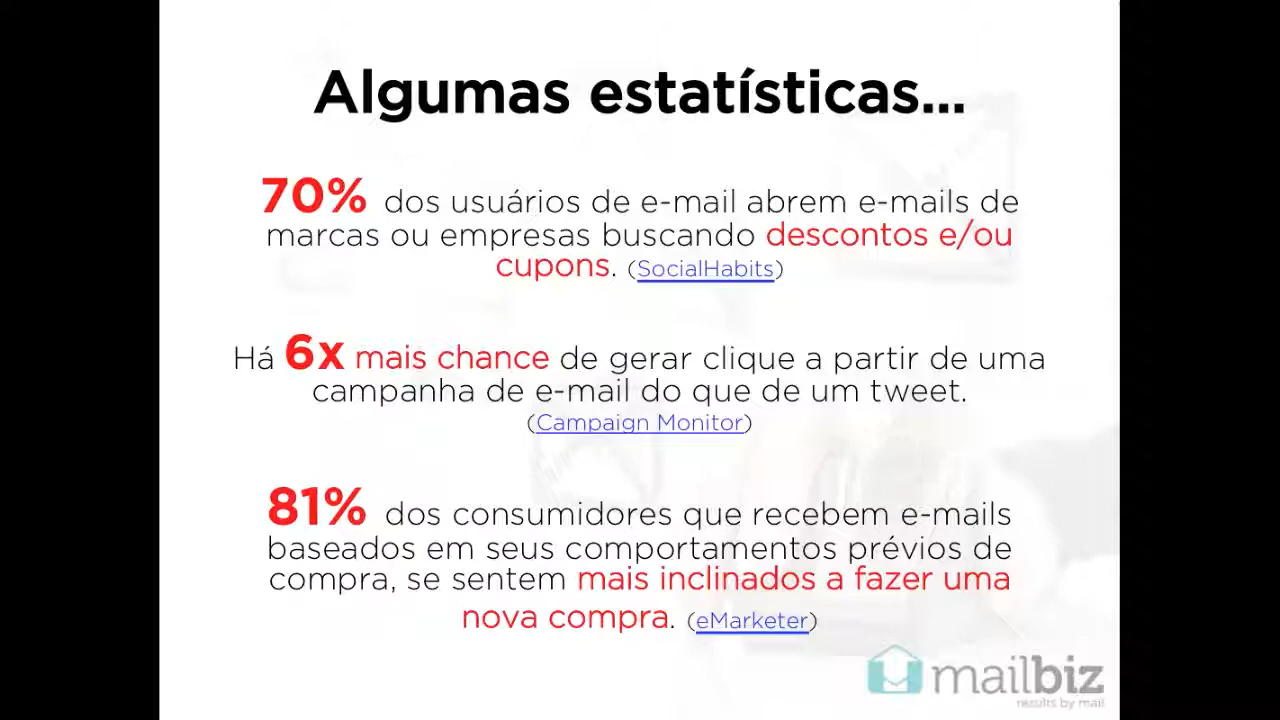 Algumas estatísticas...
70% dos usuários de e-mail abrem e-mails de
marcas ou empresas buscando descontos e/ou
cupons. (SocialHabits)
Há 6x mais chance de gerar clique a partir de uma
campanha de e-mail do que de um tweet.
(Campaign Monitor)
81% dos consumidores que recebem e-mails
baseados em seus comportamentos prévios de
compra, se sentem mais inclinados a fazer uma
nova compra. (eMarketer)
mailbiz
results by mail